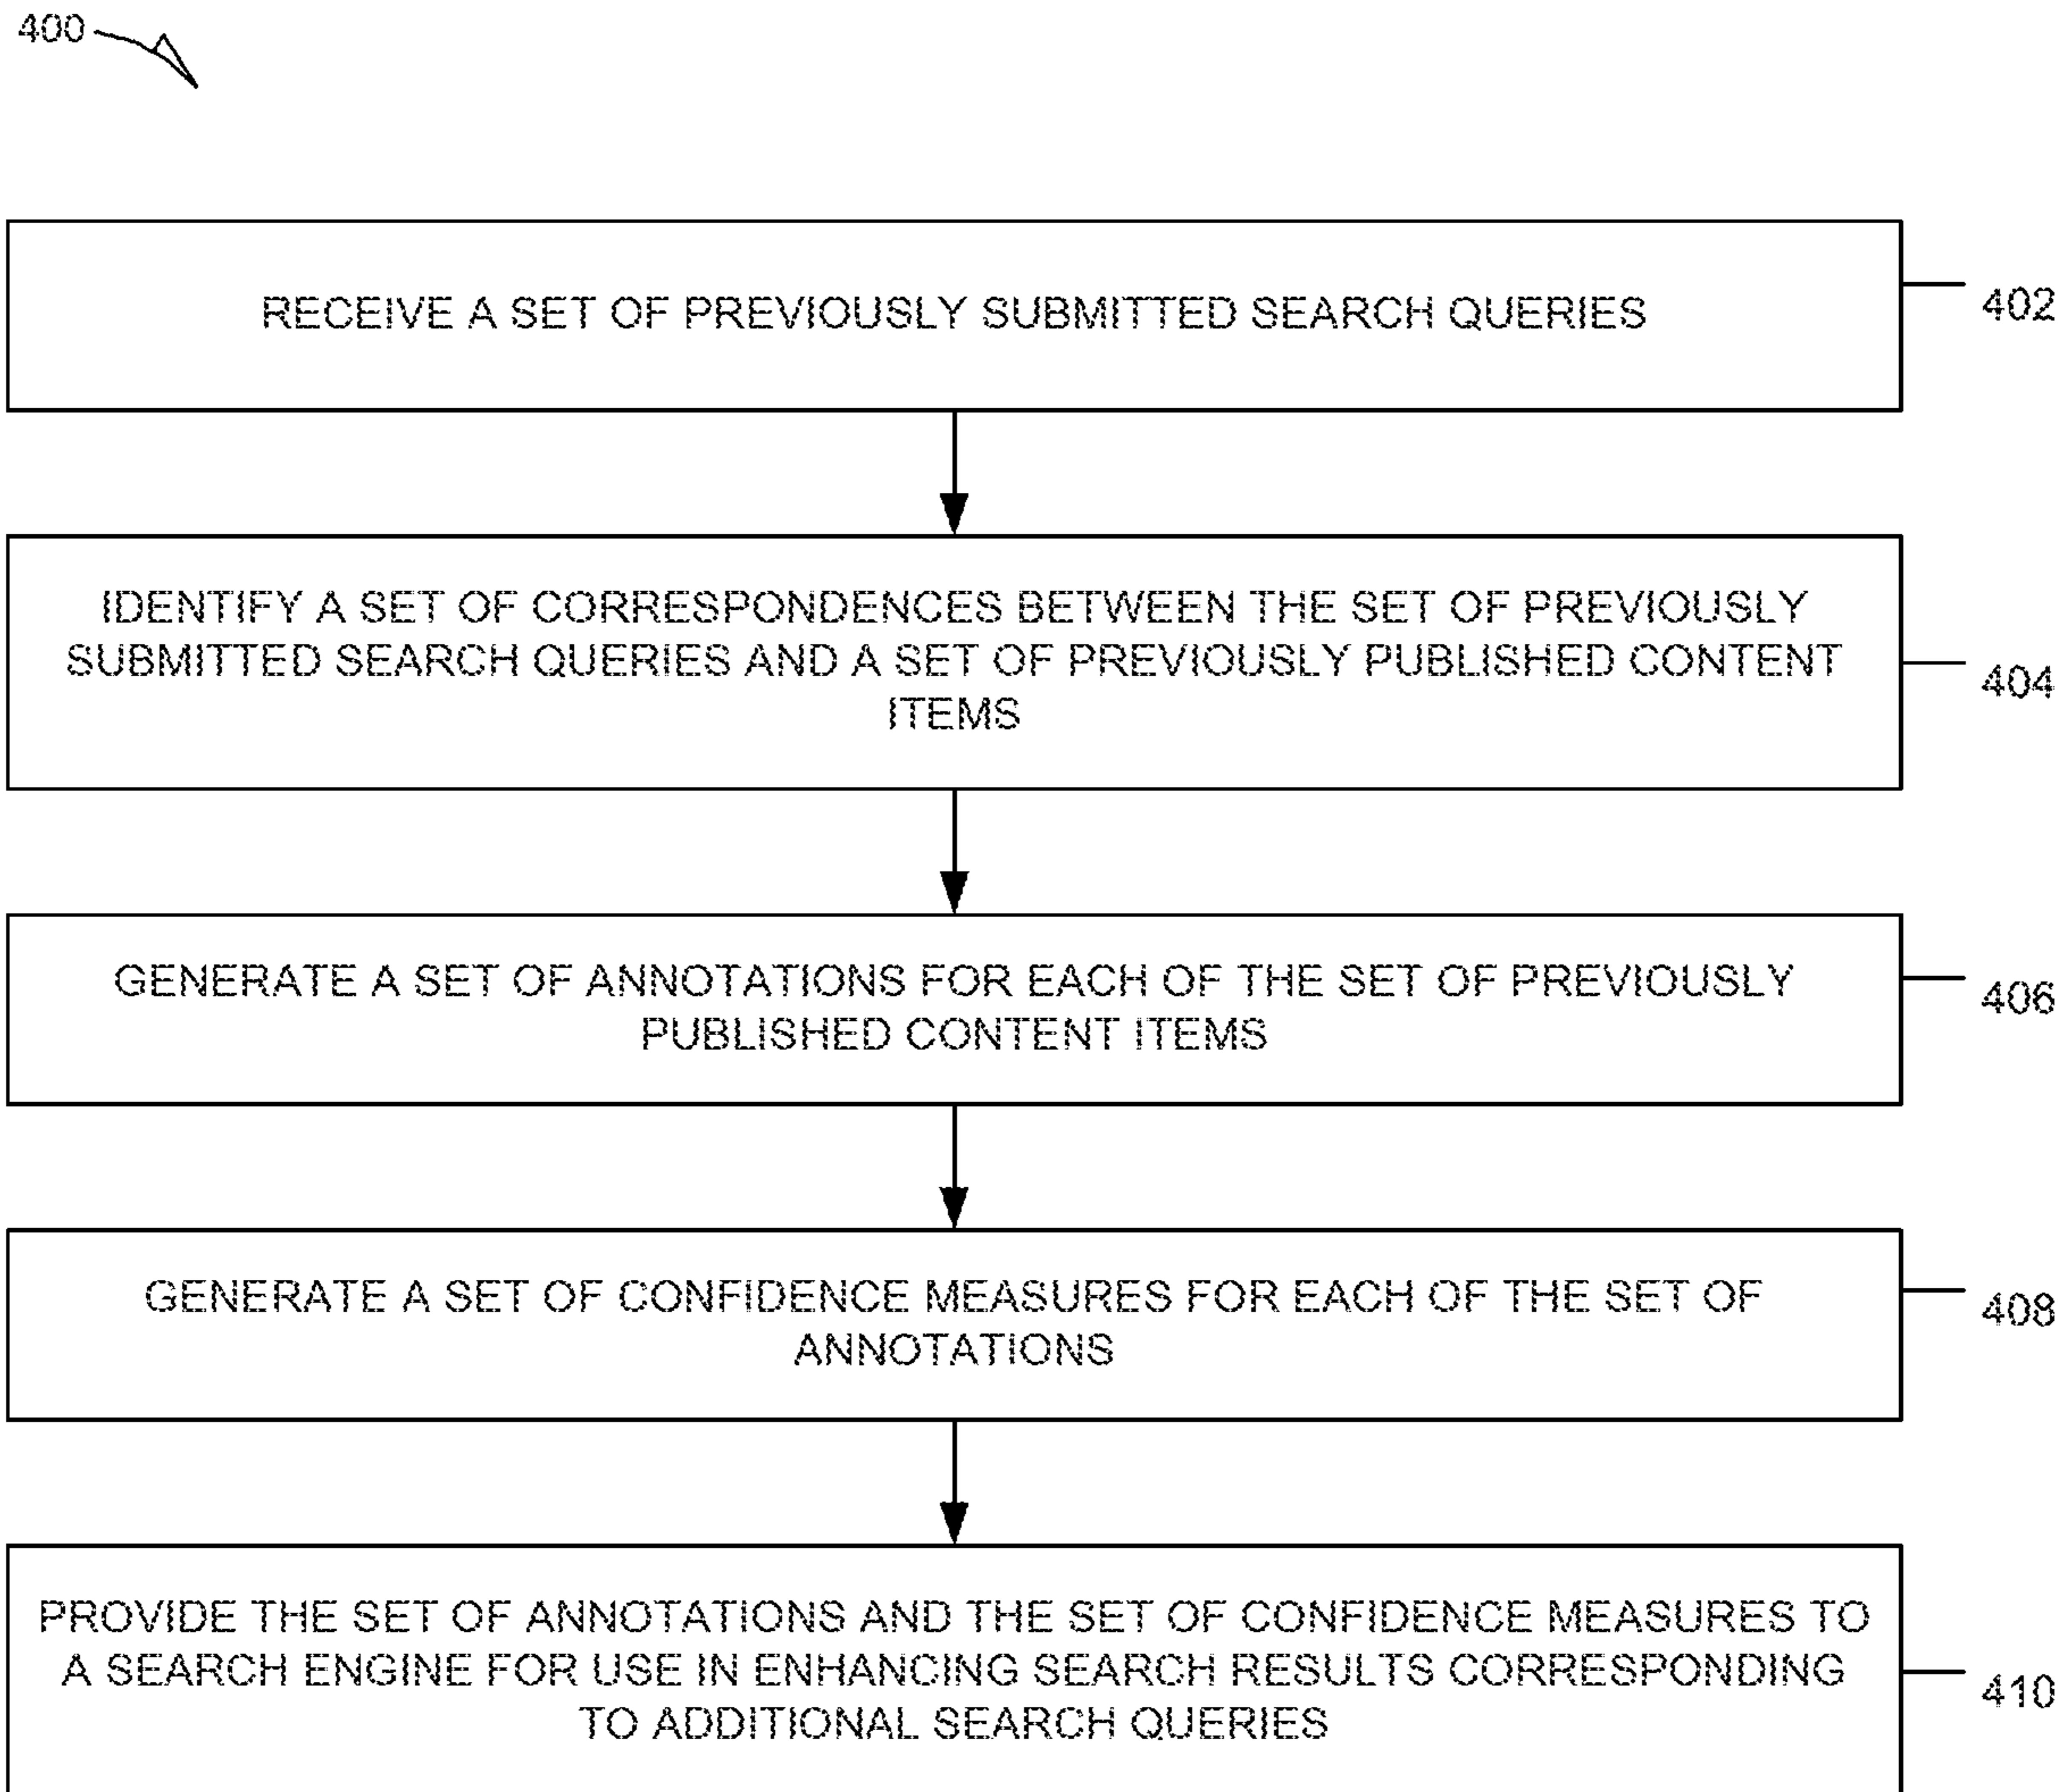 400
RECEIVE A SET OF PREVIOUSLY SUBMITTED SEARCH QUERIES
402
IDENTIFY A SET OF CORRESPONDENCES BETWEEN THE SET OF PREVIOUSLY
SUBMITTED SEARCH QUERIES AND A SET OF PREVIOUSLY PUBLISHED CONTENT
ITEMS
404
GENERATE A SET OF ANNOTATIONS FOR EACH OF THE SET OF PREVIOUSLY
PUBLISHED CONTENT ITEMS
406
GENERATE A SET OF CONFIDENCE MEASURES FOR EACH OF THE SET OF
ANNOTATIONS
408
PROVIDE THE SET OF ANNOTATIONS AND THE SET OF CONFIDENCE MEASURES TO
A SEARCH ENGINE FOR USE IN ENHANCING SEARCH RESULTS CORRESPONDING
TO ADDITIONAL SEARCH QUERIES
410